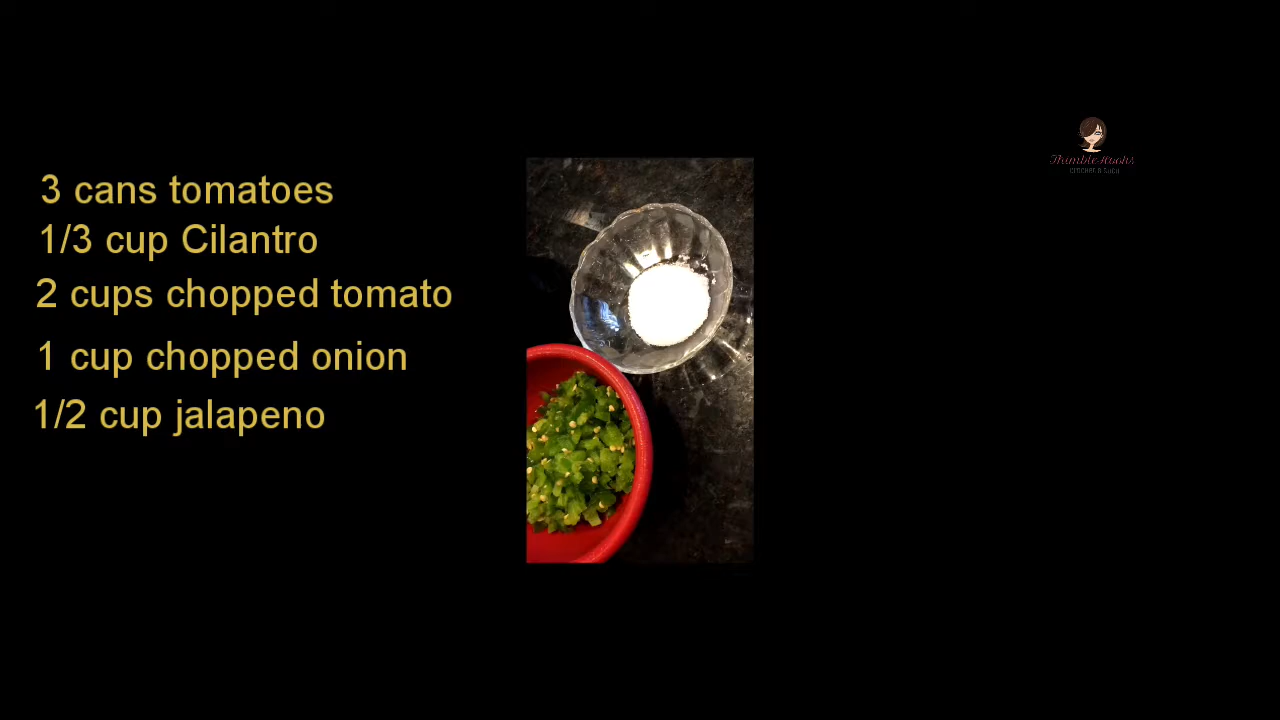 3 cans tomatoes
1/3 cup Cilantro
2 cups chopped tomato
1 cup chopped onion
1/2 cup jalapeno
ThimbleHooks